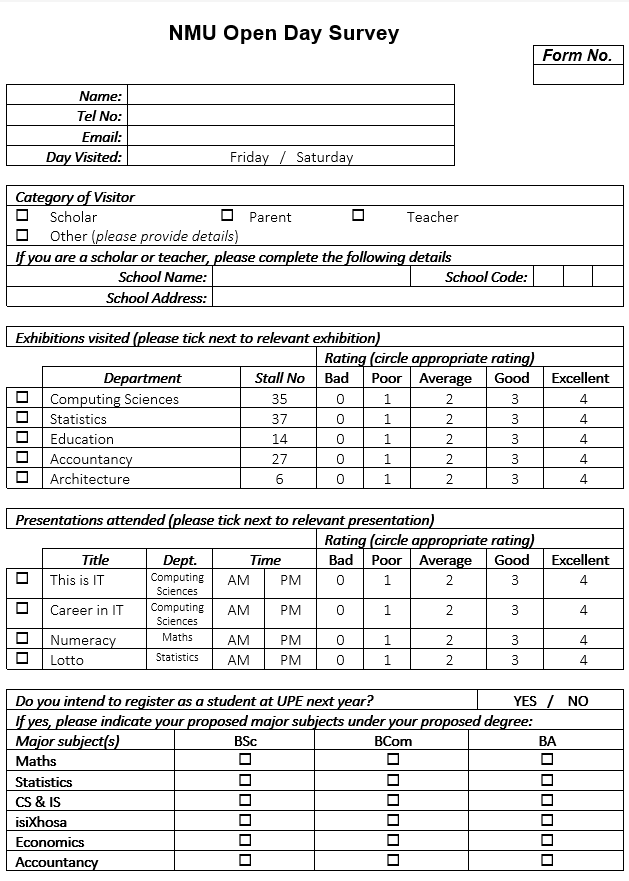 NMU Open Day Survey
Form No.
Name:
Tel No:
Email:
Day Visited: Friday / Saturday
Category of Visitor
Scholar Parent Teacher
Other (please provide details)
If you are a scholar or teacher, please complete the following details
School Name: School Code:
School Address:
Exhibitions visited (please tick next to relevant exhibition)
Rating (circle appropriate rating)
Department Stall No Bad Poor Average Good Excellent
Computing Sciences 35 0 1 2 3 4
Statistics 37 0 1 2 3 4
Education 14 0 1 2 3 4
Accountancy 27 0 1 2 3 4
Architecture 6 0 1 2 3 4
Presentations attended (please tick next to relevant presentation)
Rating (circle appropriate rating)
Title Dept. Time Bad Poor Average Good Excellent
This is IT Computing Sciences AM PM 0 1 2 3 4
Career in IT Computing Sciences AM PM 0 1 2 3 4
Numeracy Maths AM PM 0 1 2 3 4
Lotto Statistics AM PM 0 1 2 3 4
Do you intend to register as a student at UPE next year? YES / NO
If yes, please indicate your proposed major subjects under your proposed degree:
Major subject(s) BSc BCom BA
Maths
Statistics
CS & IS
isiXhosa
Economics
Accountancy